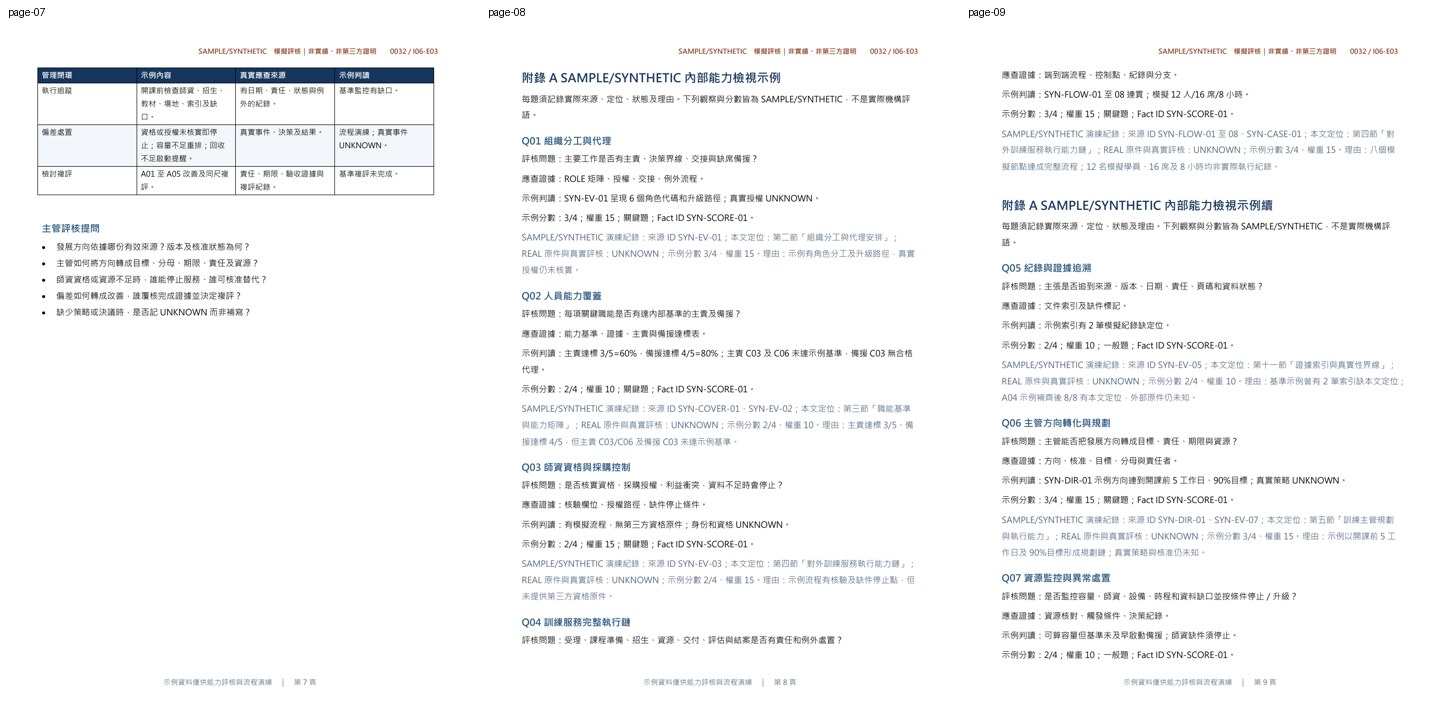 page-07
SAMPLE/SYNTHETIC 模擬評核｜非實績、非第三方證明 0032 / I06-E03
管理閉環 示例內容 真實應查來源 示例判讀
執行追蹤 開課前檢查師資、招生、教材、場地、索引及缺口。 有日期、責任、狀態與例外的紀錄。 基準監控有缺口。
偏差處置 資格或授權未核實即停止；容量不足重排；回收不足啟動提醒。 真實事件、決策及結果。 流程演練；真實事件 UNKNOWN。
檢討複評 A01 至 A05 改善及同尺複評。 責任、期限、驗收證據與複評紀錄。 基準複評未完成。
主管評核提問
• 發展方向依據哪份有效來源？版本及核准狀態為何？
• 主管如何將方向轉成目標、分母、期限、責任及資源？
• 師資資格或資源不足時，誰能停止服務、誰可核准替代？
• 偏差如何轉成改善，誰覆核完成證據並決定複評？
• 缺少策略或決議時，是否記 UNKNOWN 而非補寫？
示例資料僅供能力評核與流程演練 | 第 7 頁
page-08
SAMPLE/SYNTHETIC 模擬評核｜非實績、非第三方證明 0032 / I06-E03
附錄 A SAMPLE/SYNTHETIC 內部能力檢視示例
每題須記錄實際來源、定位、狀態及理由。下列觀察與分數皆為 SAMPLE/SYNTHETIC，不是實際機構評
語。
Q01 組織分工與代理
評核問題：主要工作是否有主責、決策界線、交接與缺席備援？
應查證據：ROLE 矩陣、授權、交接、例外流程。
示例判讀：SYN-EV-01 呈現 6 個角色代碼和升級路徑；真實授權 UNKNOWN。
示例分數：3/4；權重 15；關鍵題；Fact ID SYN-SCORE-01。
SAMPLE/SYNTHETIC 演練紀錄：來源 ID SYN-EV-01；本文定位：第二節「組織分工與代理安排」；
REAL 原件與真實評核：UNKNOWN；示例分數 3/4、權重 15。理由：示例有角色分工及升級路徑，真實
授權仍未核實。
Q02 人員能力覆蓋
評核問題：每項關鍵職能是否有達內部基準的主責及備援？
應查證據：能力基準、證據、主責與備援達標表。
示例判讀：主責達標 3/5=60%，備援達標 4/5=80%；主責 C03 及 C06 未達示例基準，備援 C03 無合格
代理。
示例分數：2/4；權重 10；關鍵題；Fact ID SYN-SCORE-01。
SAMPLE/SYNTHETIC 演練紀錄：來源 ID SYN-COVER-01、SYN-EV-02；本文定位：第三節「職能基準
與能力矩陣」；REAL 原件與真實評核：UNKNOWN；示例分數 2/4、權重 10。理由：主責達標 3/5、備
援達標 4/5，但主責 C03/C06 及備援 C03 未達示例基準。
Q03 師資資格與採購控制
評核問題：是否核實資格、採購授權、利益衝突，資料不足時會停止？
應查證據：核驗欄位、授權路徑、缺件停止條件。
示例判讀：有模擬流程，無第三方資格原件；身份和資格 UNKNOWN。
示例分數：2/4；權重 15；關鍵題；Fact ID SYN-SCORE-01。
SAMPLE/SYNTHETIC 演練紀錄：來源 ID SYN-EV-03；本文定位：第四節「對外訓練服務執行能力鏈」；
REAL 原件與真實評核：UNKNOWN；示例分數 2/4、權重 15。理由：示例流程有核驗及缺件停止點，但
未提供第三方資格原件。
Q04 訓練服務完整執行鏈
評核問題：受理、課程準備、招生、資源、交付、評估與結案是否有責任和例外處置？
示例資料僅供能力評核與流程演練 | 第 8 頁
page-09
SAMPLE/SYNTHETIC 模擬評核｜非實績、非第三方證明 0032 / I06-E03
應查證據：端到端流程、控制點、紀錄與分支。
示例判讀：SYN-FLOW-01 至 08 連貫；模擬 12 人/16 席/8 小時。
示例分數：3/4；權重 15；關鍵題；Fact ID SYN-SCORE-01。
SAMPLE/SYNTHETIC 演練紀錄：來源 ID SYN-FLOW-01 至 08、SYN-CASE-01；本文定位：第四節「對
外訓練服務執行能力鏈」；REAL 原件與真實評核：UNKNOWN；示例分數 3/4、權重 15。理由：八個模
擬節點連成完整流程；12 名模擬學員、16 席及 8 小時均非實際執行紀錄。
附錄 A SAMPLE/SYNTHETIC 內部能力檢視示例續
每題須記錄實際來源、定位、狀態及理由。下列觀察與分數皆為 SAMPLE/SYNTHETIC，不是實際機構評
語。
Q05 紀錄與證據追溯
評核問題：主張是否追到來源、版本、日期、責任、頁碼和資料狀態？
應查證據：文件索引及缺件標記。
示例判讀：示例索引有 2 筆模擬紀錄缺定位。
示例分數：2/4；權重 10；一般題；Fact ID SYN-SCORE-01。
SAMPLE/SYNTHETIC 演練紀錄：來源 ID SYN-EV-05；本文定位：第十一節「證據索引與真實性界線」；
REAL 原件與真實評核：UNKNOWN；示例分數 2/4、權重 10。理由：基準示例曾有 2 筆索引缺本文定位；
A04 示例補齊後 8/8 有本文定位，外部原件仍未知。
Q06 主管方向轉化與規劃
評核問題：主管能否把發展方向轉成目標、責任、期限與資源？
應查證據：方向、核准、目標、分母與責任者。
示例判讀：SYN-DIR-01 示例方向連到開課前 5 工作日、90%目標；真實策略 UNKNOWN。
示例分數：3/4；權重 15；關鍵題；Fact ID SYN-SCORE-01。
SAMPLE/SYNTHETIC 演練紀錄：來源 ID SYN-DIR-01、SYN-EV-07；本文定位：第五節「訓練主管規劃
與執行能力」；REAL 原件與真實評核：UNKNOWN；示例分數 3/4、權重 15。理由：示例以開課前 5 工
作日及 90%目標形成規劃鏈；真實策略與核准仍未知。
Q07 資源監控與異常處置
評核問題：是否監控容量、師資、設備、時程和資料缺口並按條件停止 / 升級？
應查證據：資源核對、觸發條件、決策紀錄。
示例判讀：可算容量但基準未及早啟動備援；師資缺件須停止。
示例分數：2/4；權重 10；一般題；Fact ID SYN-SCORE-01。
示例資料僅供能力評核與流程演練 | 第 9 頁